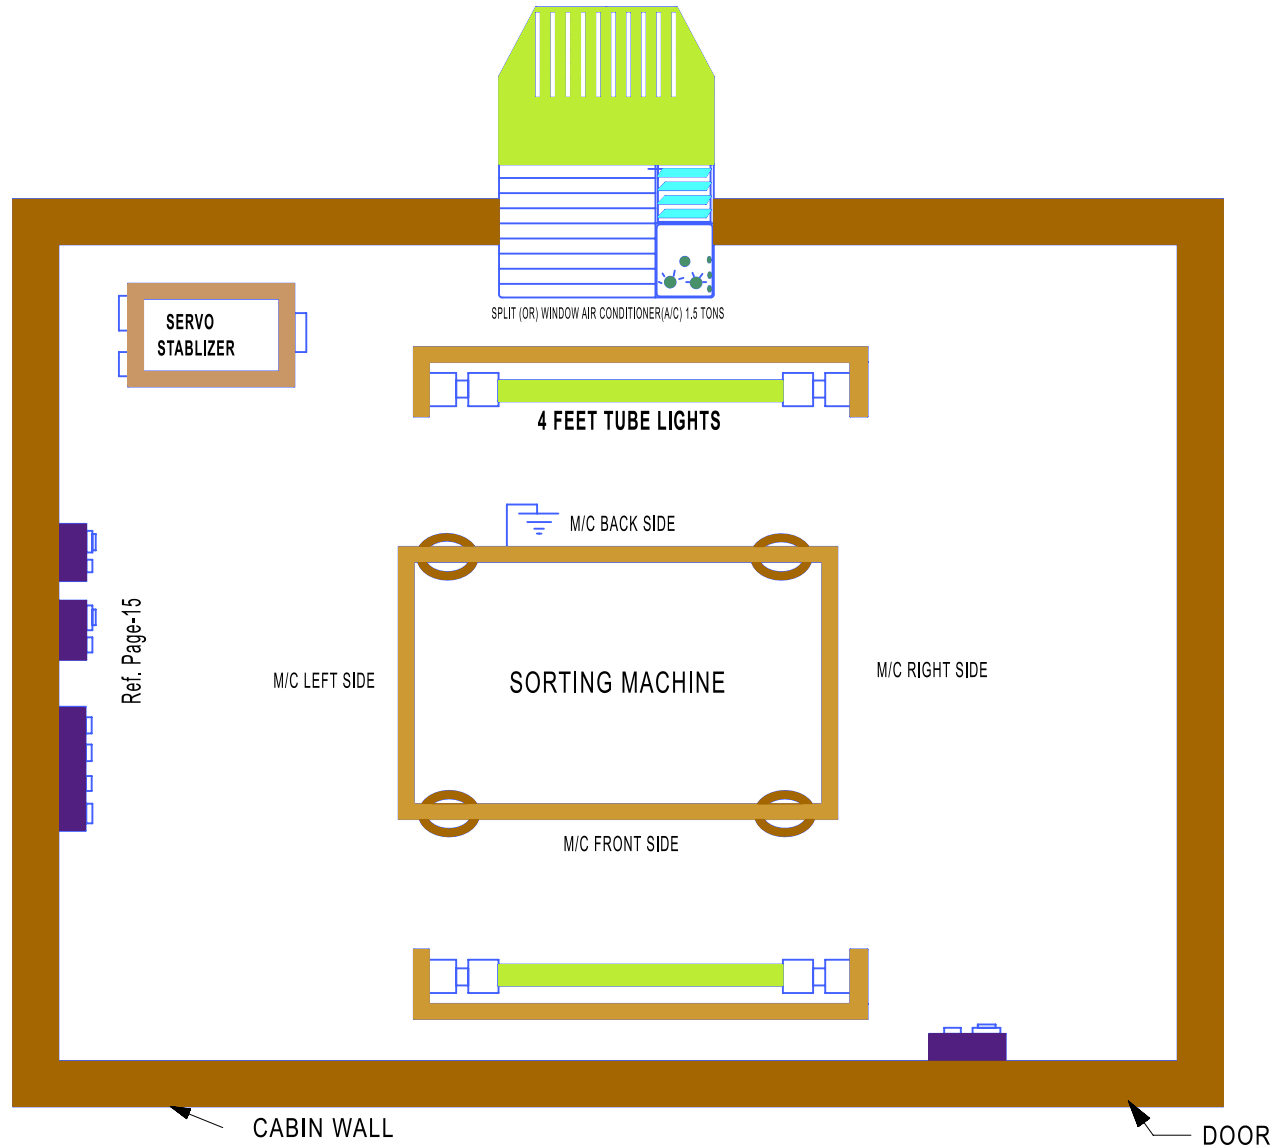 SPLIT (OR) WINDOW AIR CONDITIONER(A/C) 1.5 TONS
SERVO
STABLIZER
4 FEET TUBE LIGHTS
M/C BACK SIDE
Ref. Page-15
M/C LEFT SIDE
SORTING MACHINE
M/C RIGHT SIDE
M/C FRONT SIDE
CABIN WALL
DOOR